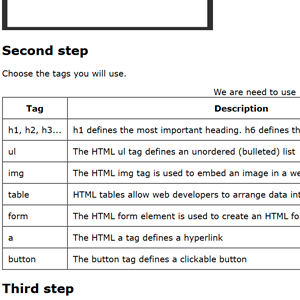 Second step
Choose the tags you will use.
We are need to use
Tag Description
h1, h2, h3... h1 defines the most important heading. h6 defines th
ul The HTML ul tag defines an unordered (bulleted) list
img The HTML img tag is used to embed an image in a we
table HTML tables allow web developers to arrange data int
form The HTML form element is used to create an HTML fo
a The HTML a tag defines a hyperlink
button The button tag defines a clickable button
Third step